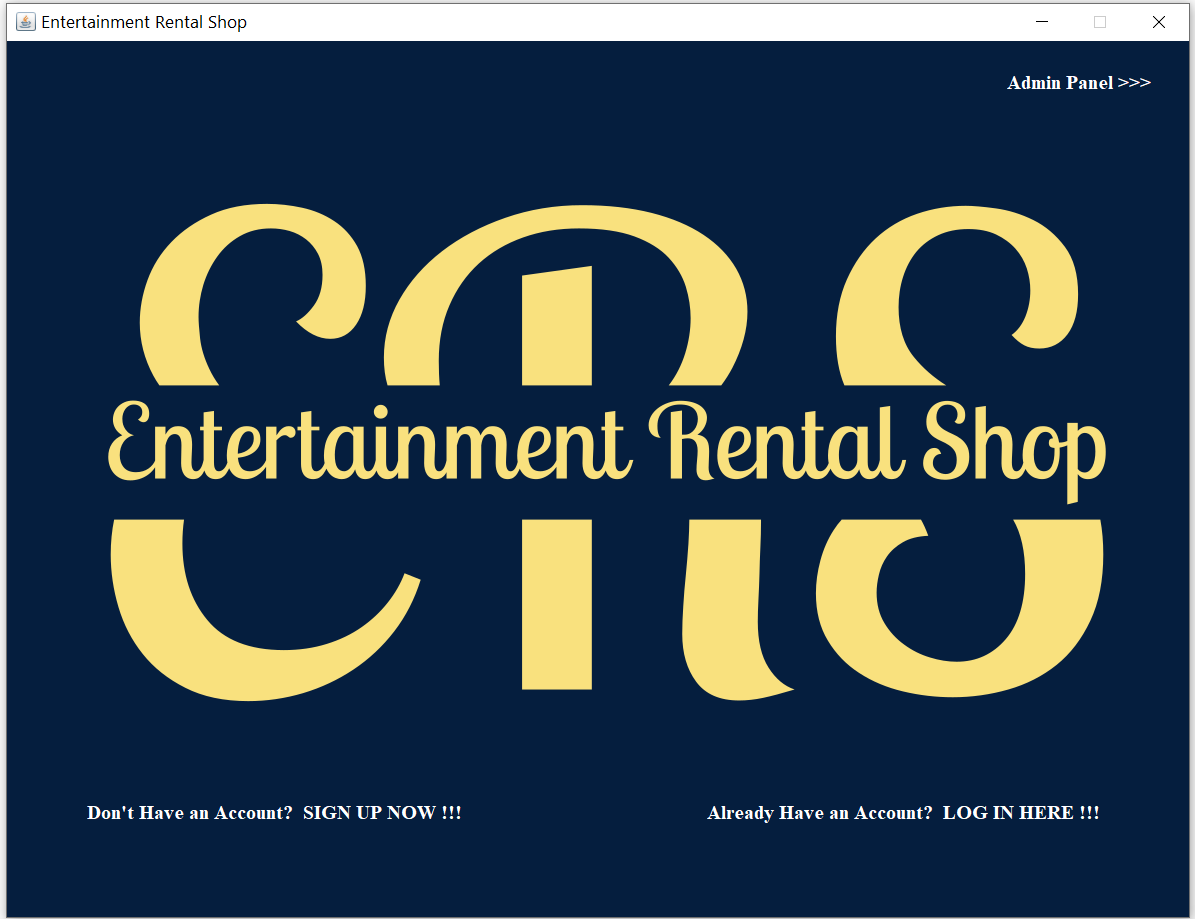 Entertainment Rental Shop
Admin Panel >>>
ERS
Entertainment Rental Shop
Don't Have an Account?  SIGN UP NOW !!!
Already Have an Account?  LOG IN HERE !!!